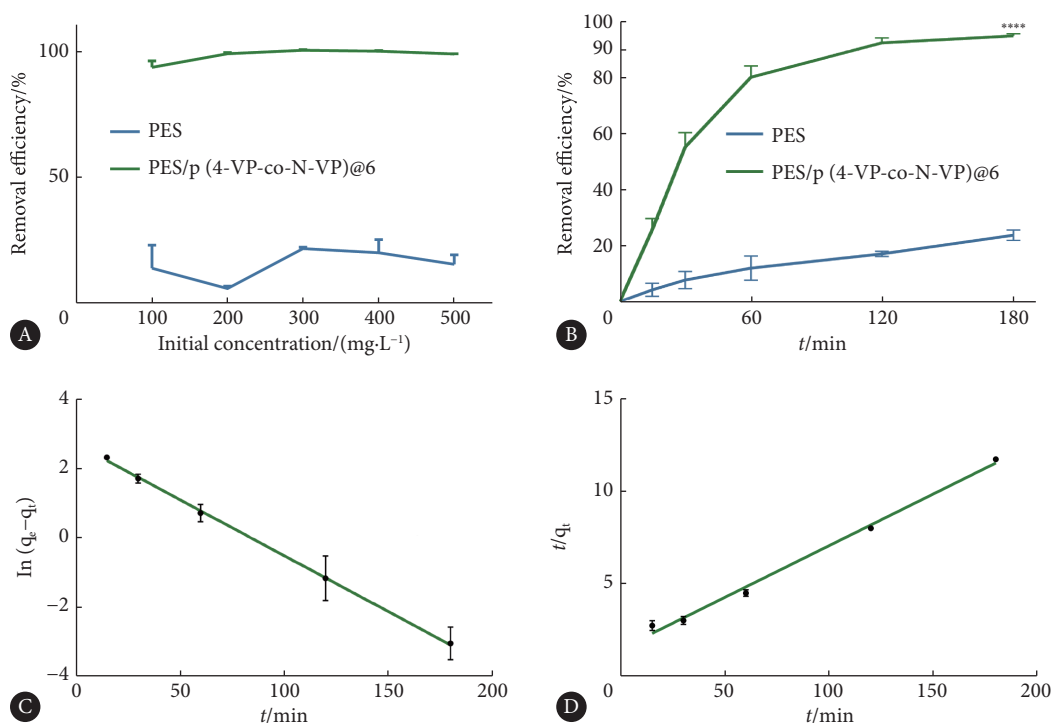 Removal efficiency/%
100
50
0
PES
PES/p (4-VP-co-N-VP)@6
100
200
300
400
500
Initial concentration/(mg·L⁻¹)
A
Removal efficiency/%
100
90
80
60
40
20
0
****
PES
PES/p (4-VP-co-N-VP)@6
60
120
180
t/min
B
In (qₑ−qₜ)
4
2
0
−2
−4
0
50
100
150
200
t/min
C
t/qₜ
15
10
5
0
50
100
150
200
t/min
D